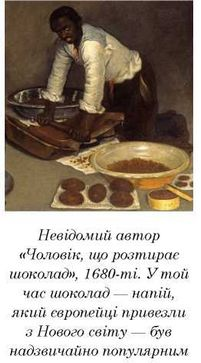 Невідомий автор
«Чоловік, що розтирає
шоколад», 1680-ті. У той
час шоколад — напій,
який європейці привезли
з Нового світу — був
надзвичайно популярним